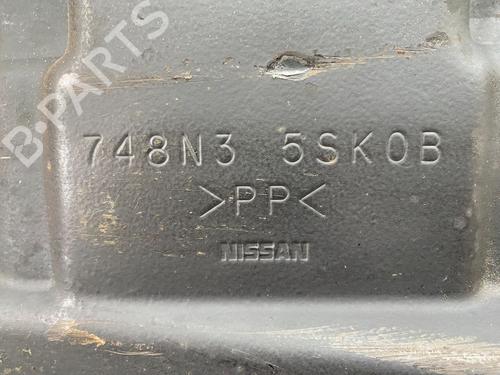 B-PARTS
748N3 5SK0B
>PP<
NISSAN